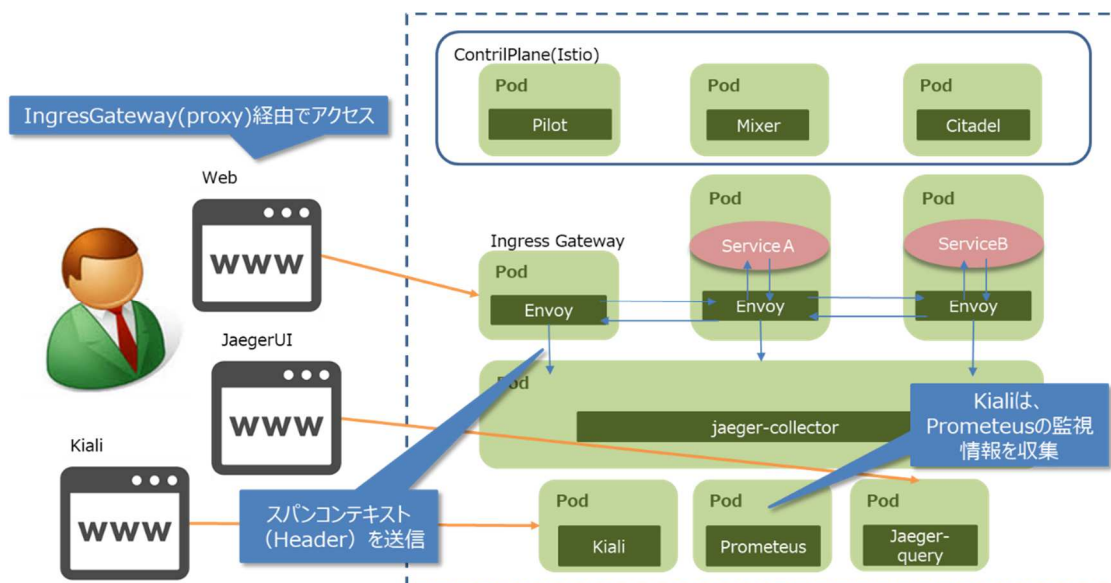 ContrilPlane(Istio)
Pod
Pod
Pod
Pilot
Mixer
Citadel
IngresGateway(proxy)経由でアクセス
Web
www
Pod
Pod
Ingress Gateway
Service A
ServiceB
Pod
Envoy
Envoy
Envoy
JaegerUI
www
Pod
jaeger-collector
Kialiは、
Prometeusの監視
情報を収集
Kiali
www
スパンコンテキスト
（Header）を送信
Pod
Pod
Pod
Kiali
Prometeus
Jaeger-
query